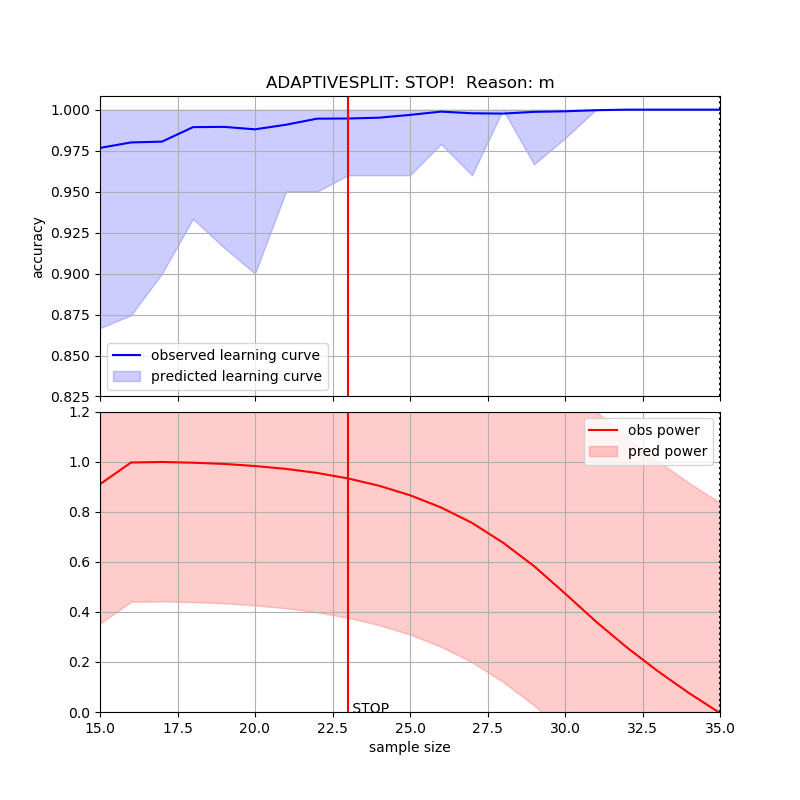 ADAPTIVESPLIT: STOP!  Reason: m
1.000
0.975
0.950
0.925
0.900
0.875
0.850
0.825
accuracy
observed learning curve
predicted learning curve
1.2
1.0
0.8
0.6
0.4
0.2
0.0
obs power
pred power
STOP
15.0 17.5 20.0 22.5 25.0 27.5 30.0 32.5 35.0
sample size